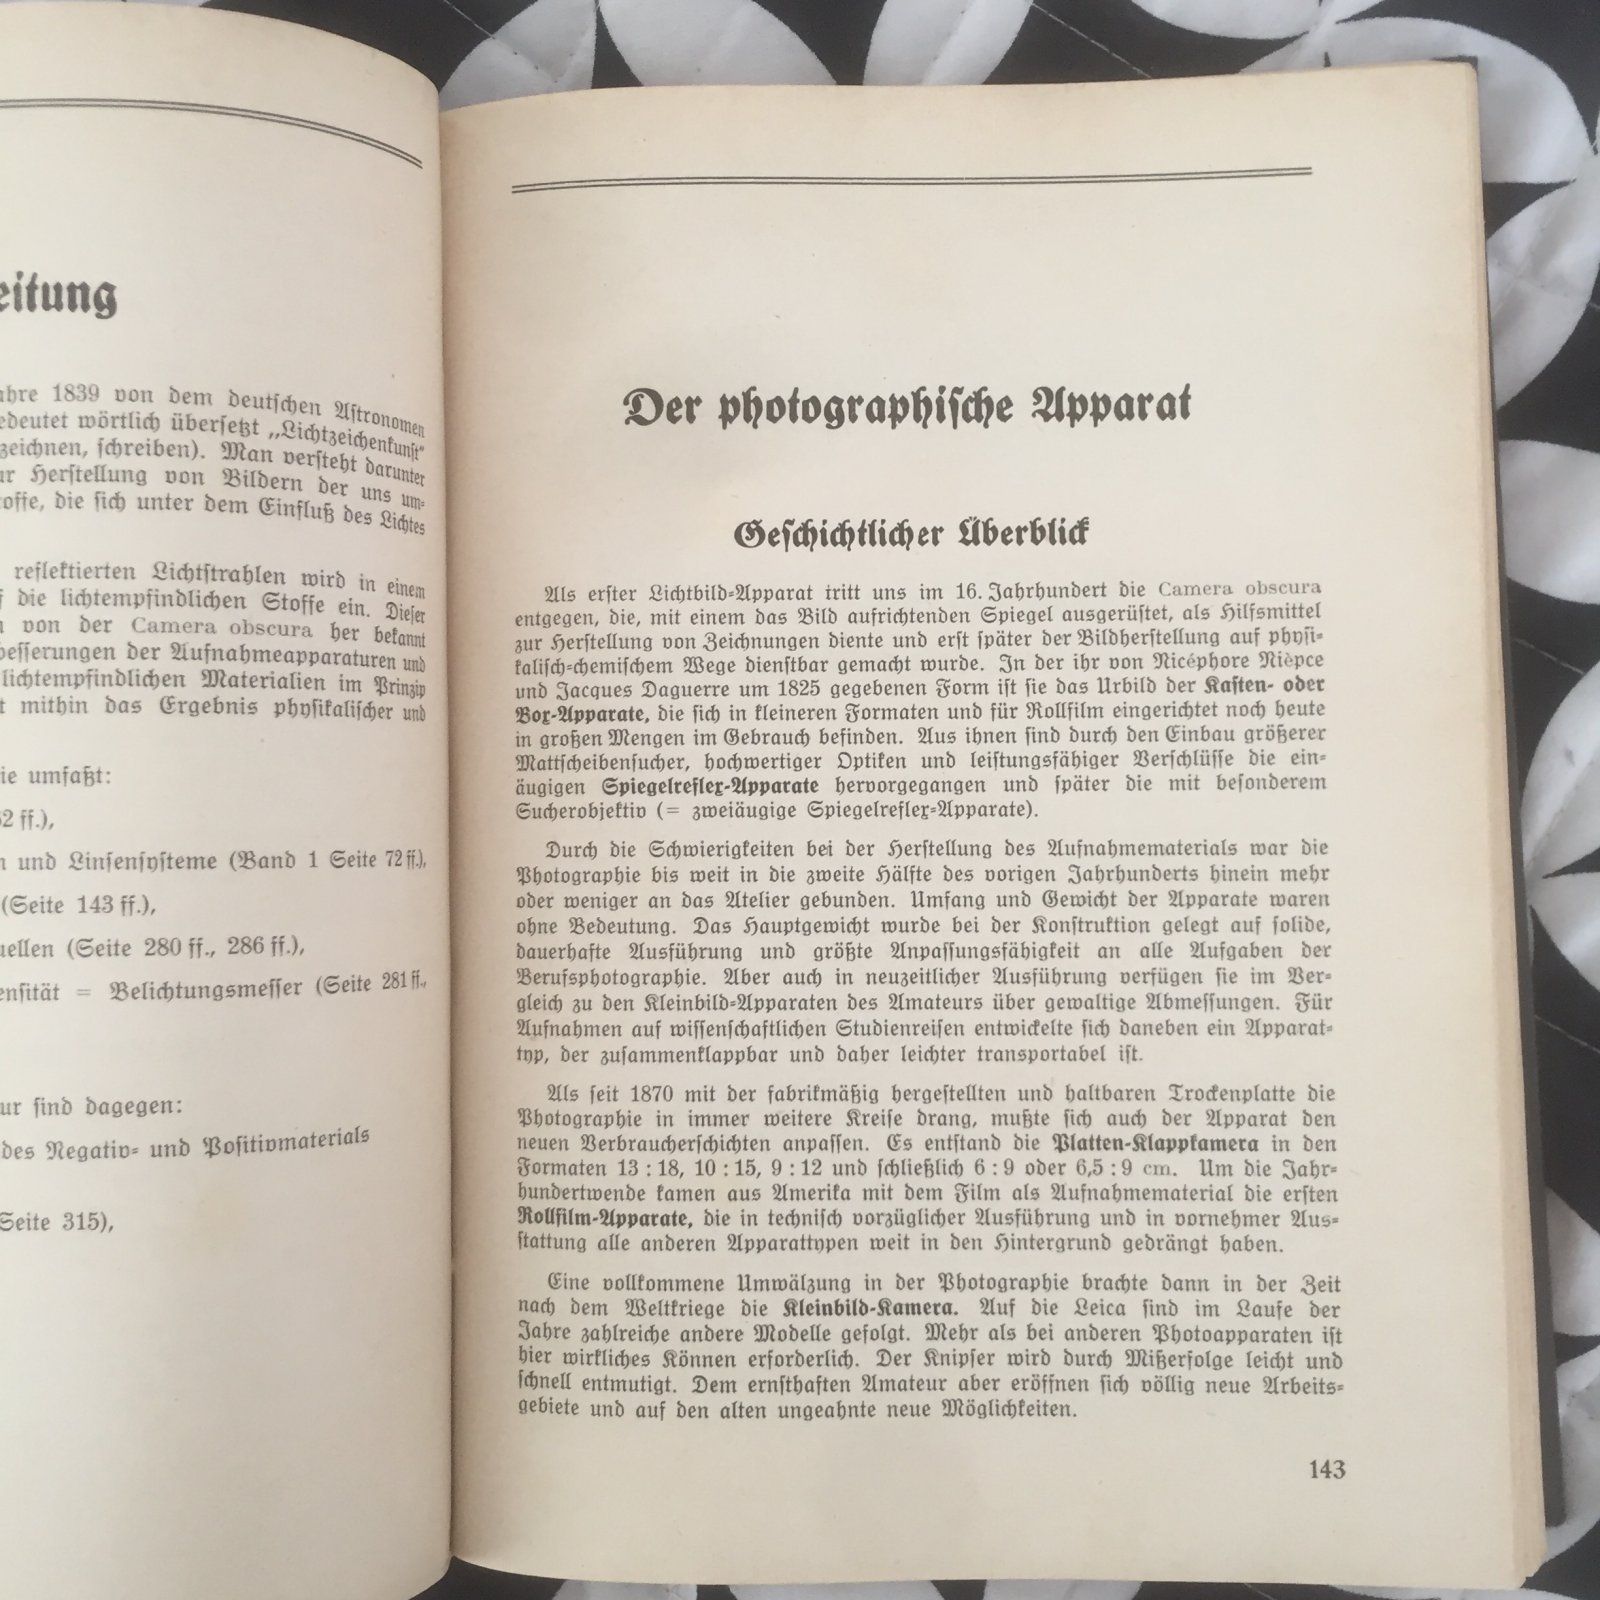 eitung
ahre 1839 von dem deutschen Astronomen
edeutet wörtlich übersetzt „Lichtzeichenkunst“
zeichnen, schreiben). Man versteht darunter
ur Herstellung von Bildern der uns um-
toffe, die sich unter dem Einfluß des Lichtes
reflektierten Lichtstrahlen wird in einem
f die lichtempfindlichen Stoffe ein. Dieser
n von der Camera obscura her bekannt
besserungen der Aufnahmeapparaturen und
lichtempfindlichen Materialien im Prinzip
t mithin das Ergebnis physikalischer und
ie umfaßt:
52 ff.),
n und Linsensysteme (Band 1 Seite 72 ff.),
(Seite 143 ff.),
uellen (Seite 280 ff., 286 ff.),
ensität = Belichtungsmesser (Seite 281 ff.,
ur sind dagegen:
des Negativ- und Positivmaterials
Seite 315),
Der photographische Apparat
Geschichtlicher Überblick
Als erster Lichtbild-Apparat tritt uns im 16. Jahrhundert die Camera obscura
entgegen, die, mit einem das Bild aufrichtenden Spiegel ausgerüstet, als Hilfsmittel
zur Herstellung von Zeichnungen diente und erst später der Bildherstellung auf physi-
kalisch-chemischem Wege dienstbar gemacht wurde. In der ihr von Nicéphore Nièpce
und Jacques Daguerre um 1825 gegebenen Form ist sie das Urbild der Kasten- oder
Box-Apparate, die sich in kleineren Formaten und für Rollfilm eingerichtet noch heute
in großen Mengen im Gebrauch befinden. Aus ihnen sind durch den Einbau größerer
Mattscheibensucher, hochwertiger Optiken und leistungsfähiger Verschlüsse die ein-
äugigen Spiegelreflex-Apparate hervorgegangen und später die mit besonderem
Sucherobjektiv (= zweiäugige Spiegelreflex-Apparate).
Durch die Schwierigkeiten bei der Herstellung des Aufnahmematerials war die
Photographie bis weit in die zweite Hälfte des vorigen Jahrhunderts hinein mehr
oder weniger an das Atelier gebunden. Umfang und Gewicht der Apparate waren
ohne Bedeutung. Das Hauptgewicht wurde bei der Konstruktion gelegt auf solide,
dauerhafte Ausführung und größte Anpassungsfähigkeit an alle Aufgaben der
Berufsphotographie. Aber auch in neuzeitlicher Ausführung verfügen sie im Ver-
gleich zu den Kleinbild-Apparaten des Amateurs über gewaltige Abmessungen. Für
Aufnahmen auf wissenschaftlichen Studienreisen entwickelte sich daneben ein Apparat-
typ, der zusammenklappbar und daher leichter transportabel ist.
Als seit 1870 mit der fabrikmäßig hergestellten und haltbaren Trockenplatte die
Photographie in immer weitere Kreise drang, mußte sich auch der Apparat den
neuen Verbraucherschichten anpassen. Es entstand die Platten-Klappkamera in den
Formaten 13 : 18, 10 : 15, 9 : 12 und schließlich 6 : 9 oder 6,5 : 9 cm. Um die Jahr-
hundertwende kamen aus Amerika mit dem Film als Aufnahmematerial die ersten
Rollfilm-Apparate, die in technisch vorzüglicher Ausführung und in vornehmer Aus-
stattung alle anderen Apparattypen weit in den Hintergrund gedrängt haben.
Eine vollkommene Umwälzung in der Photographie brachte dann in der Zeit
nach dem Weltkriege die Kleinbild-Kamera. Auf die Leica sind im Laufe der
Jahre zahlreiche andere Modelle gefolgt. Mehr als bei anderen Photoapparaten ist
hier wirkliches Können erforderlich. Der Knipser wird durch Mißerfolge leicht und
schnell entmutigt. Dem ernsthaften Amateur aber eröffnen sich völlig neue Arbeits-
gebiete und auf den alten ungeahnte neue Möglichkeiten.
143